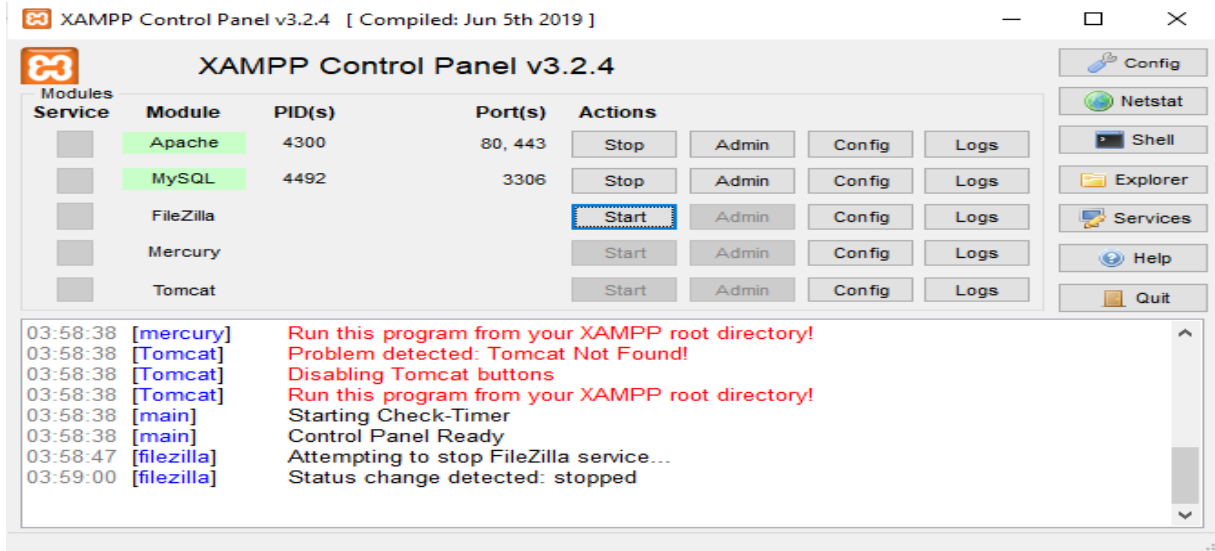 XAMPP Control Panel v3.2.4 [ Compiled: Jun 5th 2019 ]
XAMPP Control Panel v3.2.4
Config
Modules
Netstat
Service Module PID(s) Port(s) Actions
Apache 4300 80, 443 Stop Admin Config Logs
Shell
MySQL 4492 3306 Stop Admin Config Logs
Explorer
FileZilla Start Admin Config Logs
Services
Mercury Start Admin Config Logs
Help
Tomcat Start Admin Config Logs
Quit
03:58:38 [mercury] Run this program from your XAMPP root directory!
03:58:38 [Tomcat] Problem detected: Tomcat Not Found!
03:58:38 [Tomcat] Disabling Tomcat buttons
03:58:38 [Tomcat] Run this program from your XAMPP root directory!
03:58:38 [main] Starting Check-Timer
03:58:38 [main] Control Panel Ready
03:58:47 [filezilla] Attempting to stop FileZilla service...
03:59:00 [filezilla] Status change detected: stopped